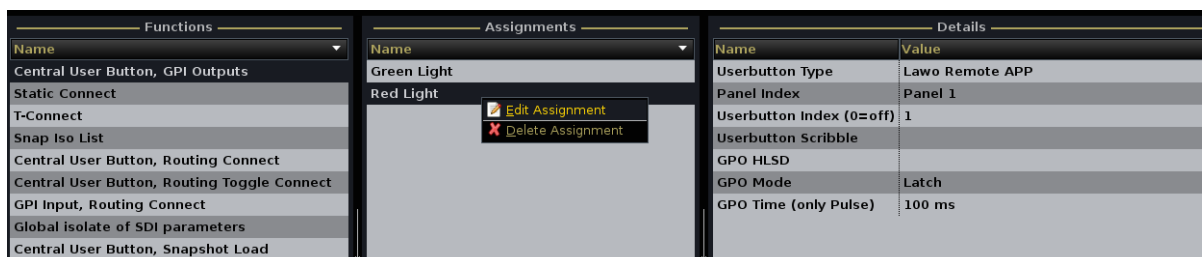 Functions
Name
Central User Button, GPI Outputs
Static Connect
T-Connect
Snap Iso List
Central User Button, Routing Connect
Central User Button, Routing Toggle Connect
GPI Input, Routing Connect
Global isolate of SDI parameters
Central User Button, Snapshot Load
Assignments
Name
Green Light
Red Light
Edit Assignment
Delete Assignment
Details
Name Value
Userbutton Type Lawo Remote APP
Panel Index Panel 1
Userbutton Index (0=off) 1
Userbutton Scribble
GPO HLSD
GPO Mode Latch
GPO Time (only Pulse) 100 ms